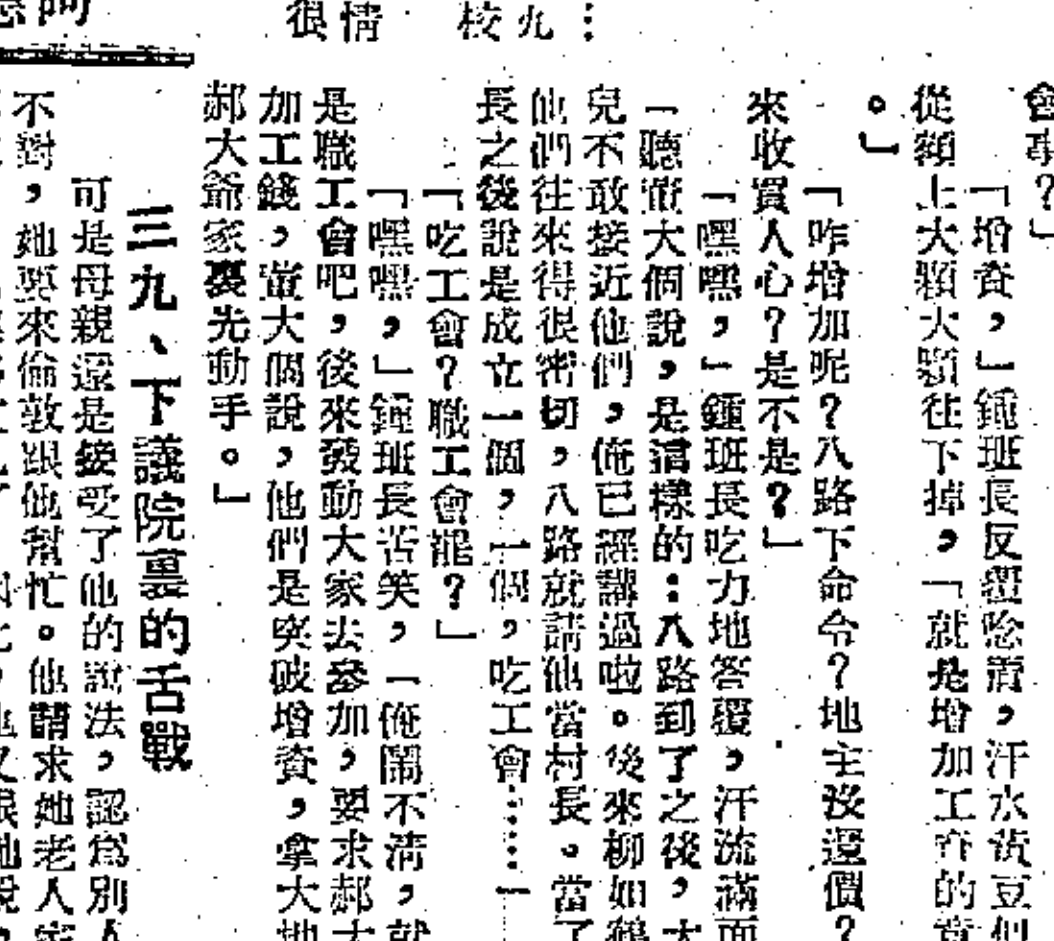 很情
校九：
會事？」
「增資，」鍾班長反覆唸着，汗水黃豆似
從額上大顆大顆往下掉，「就是增加工資的意
。」
「咋增加呢？八路下命令？地主沒還價？
來收買人心？是不是？」
「嘿嘿，」鍾班長吃力地答覆，汗流滿面
「聽董大個說，是這樣的：八路到了之後，大
兒不敢接近他們，俺已經講過啦。後來柳如鶴
他們往來得很密切，八路就請他當村長。當了
長之後說是成立一個，一個，吃工會……」
「吃工會？職工會罷？」
「嘿嘿，」鍾班長苦笑，「俺鬧不清，就
是職工會吧，後來發動大家去參加，要求郝大
加工錢，董大個說，他們是突破增資，拿大地
郝大爺家裏先動手。」
三九、下議院裏的舌戰
可是母親還是接受了他的說法，認爲別人
不對，她要來倫敦跟他幫忙。他請求她老人家